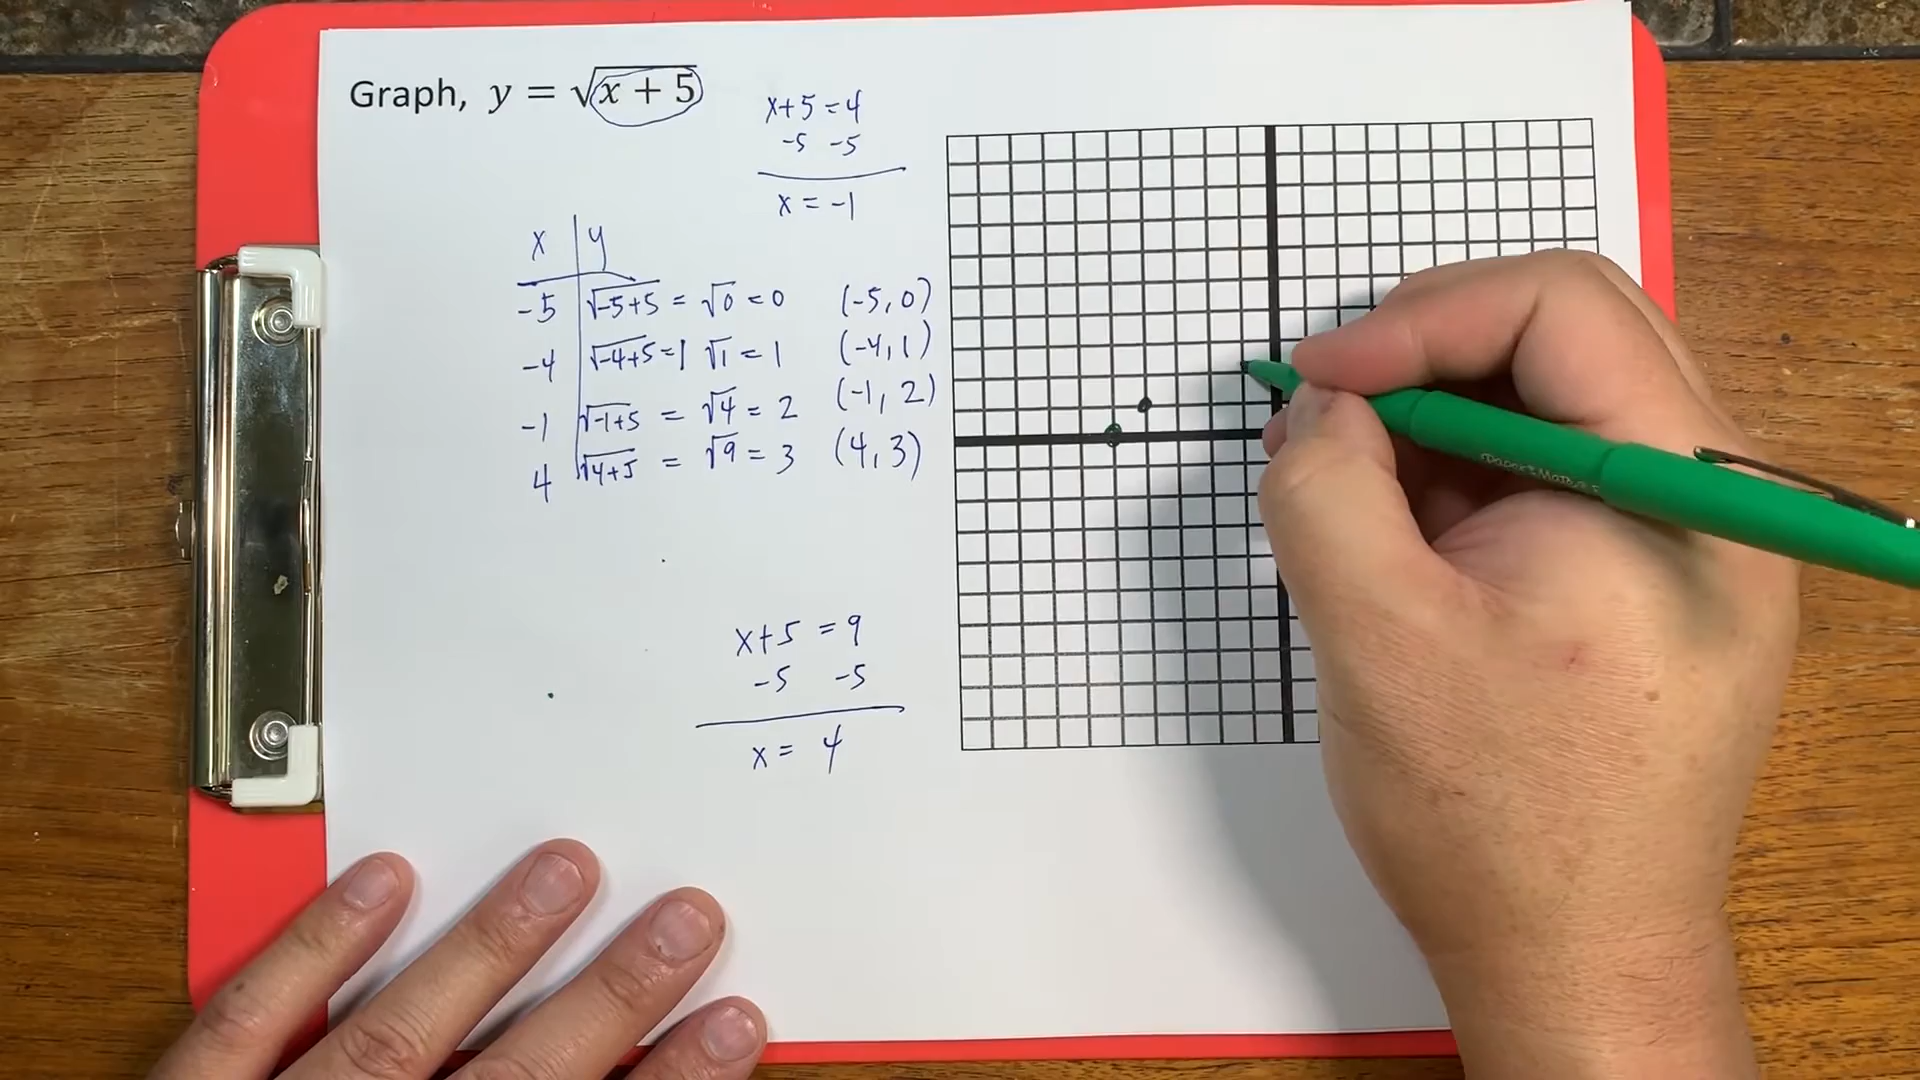 Graph, y = √x + 5
x+5 = 4
-5 -5
x = -1
x y
-5 √-5+5 = √0 = 0 (-5, 0)
-4 √-4+5 = 1 √1 = 1 (-4, 1)
-1 √-1+5 = √4 = 2 (-1, 2)
4 √4+5 = √9 = 3 (4, 3)
x+5 = 9
-5 -5
x = 4